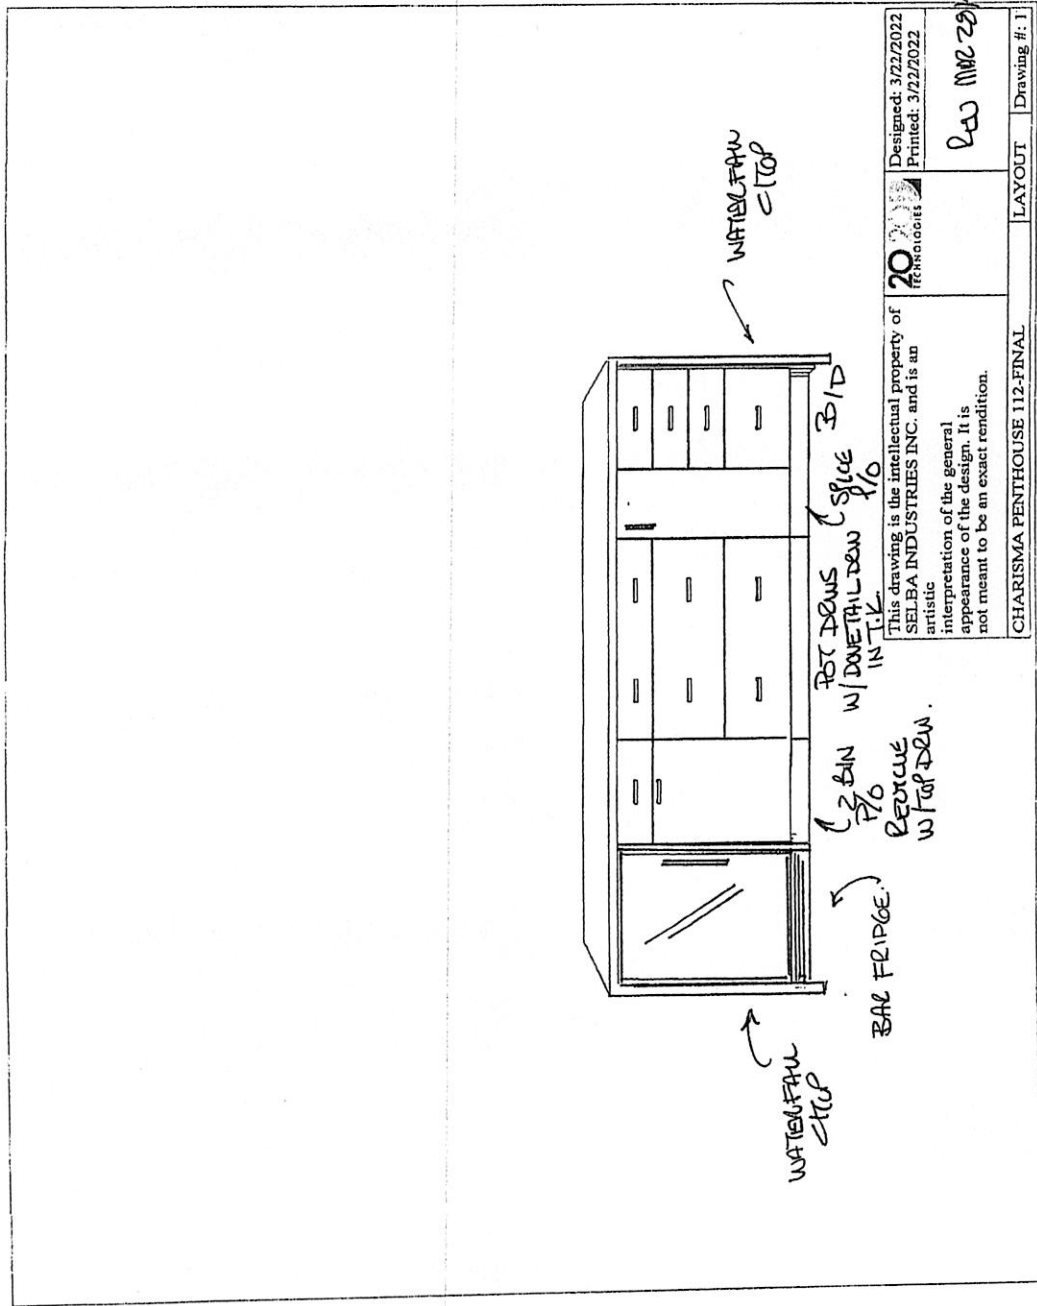 WATERFALL
C/TOP
BAR FRIDGE.
2 BIN
P/O
RECYCLE
W/TOP DRW.
POT DRWS
W/DOVETAIL DRW
IN T.K.
SPICE
P/O
B/D
WATERFALL
C/TOP
This drawing is the intellectual property of
SELBA INDUSTRIES INC. and is an
artistic
interpretation of the general
appearance of the design. It is
not meant to be an exact rendition.
20 20
TECHNOLOGIES
Designed: 3/22/2022
Printed: 3/22/2022
REV MAR 28
CHARISMA PENTHOUSE 112-FINAL
LAYOUT
Drawing #: 1